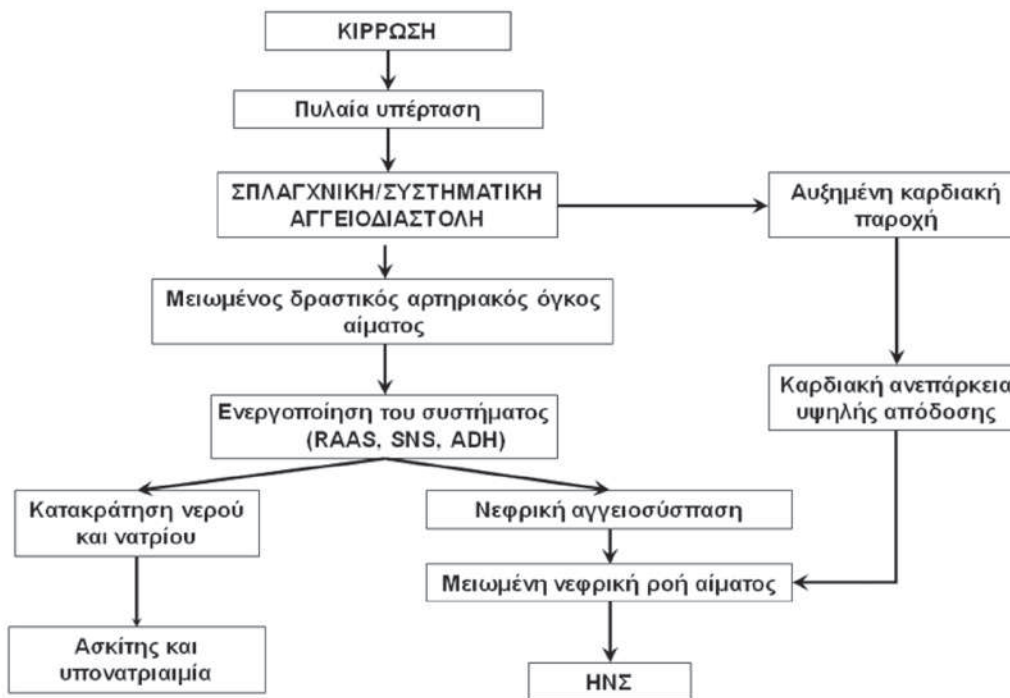 ΚΙΡΡΩΣΗ
Πυλαία υπέρταση
ΣΠΛΑΓΧΝΙΚΗ/ΣΥΣΤΗΜΑΤΙΚΗ
ΑΓΓΕΙΟΔΙΑΣΤΟΛΗ
Αυξημένη καρδιακή
παροχή
Μειωμένος δραστικός αρτηριακός όγκος
αίματος
Καρδιακή ανεπάρκεια
υψηλής απόδοσης
Ενεργοποίηση του συστήματος
(RAAS, SNS, ADH)
Κατακράτηση νερού
και νατρίου
Νεφρική αγγειοσύσπαση
Μειωμένη νεφρική ροή αίματος
Ασκίτης και
υπονατριαιμία
ΗΝΣ